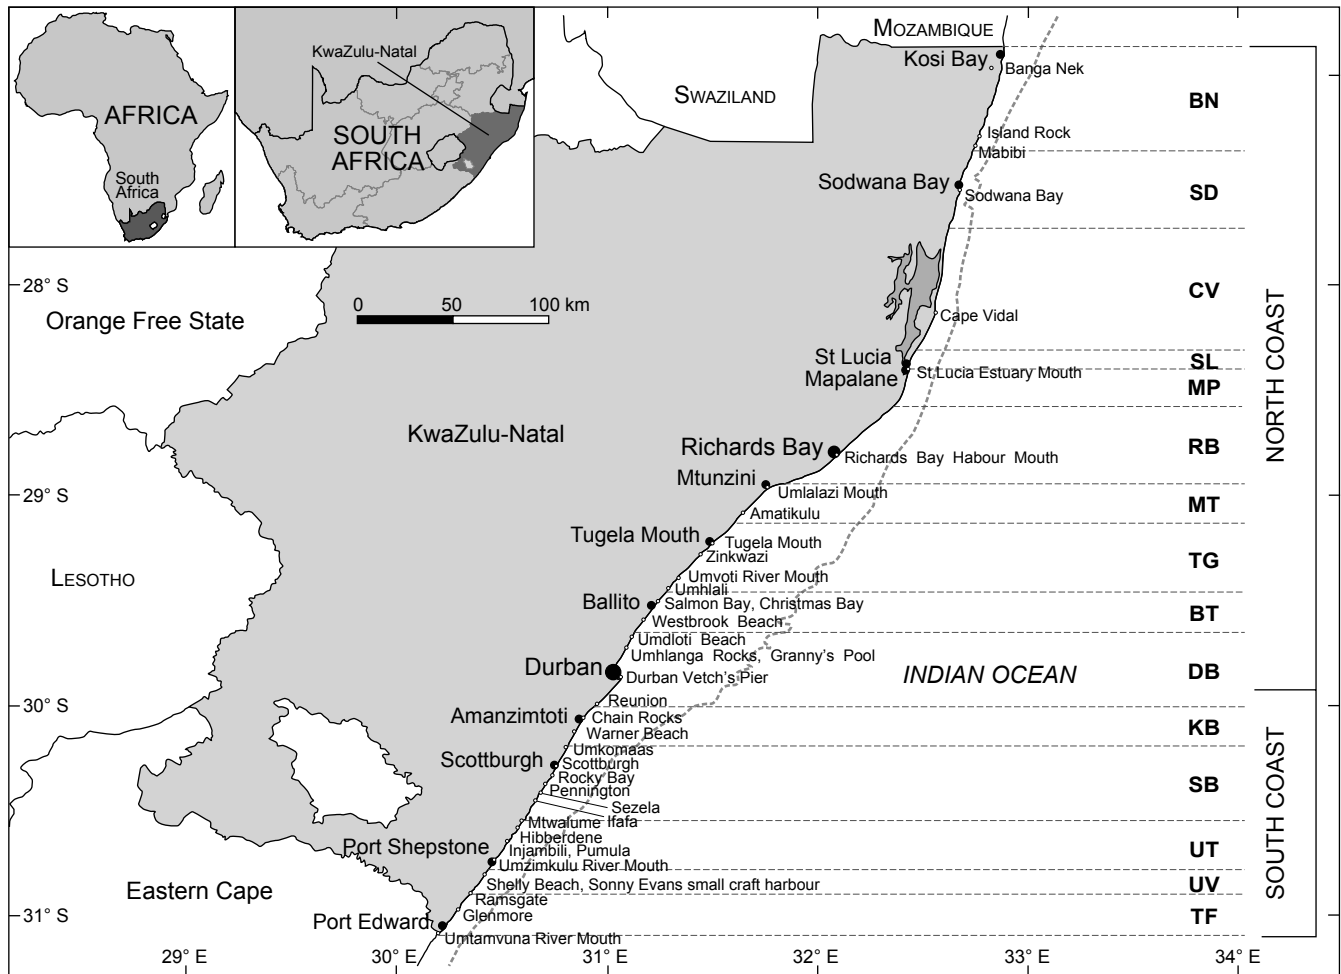 MOZAMBIQUE
KwaZulu-Natal
Kosi Bay
Banga Nek
AFRICA
SWAZILAND
BN
SOUTH
AFRICA
Island Rock
Mabibi
South
Africa
Sodwana Bay
Sodwana Bay
SD
28° S
0 50 100 km
CV
Orange Free State
Cape Vidal
St Lucia
SL
Mapalane
St Lucia Estuary Mouth
MP
NORTH COAST
KwaZulu-Natal
Richards Bay
RB
Richards Bay Habour Mouth
Mtunzini
29° S
Umlalazi Mouth
MT
Amatikulu
Tugela Mouth
Tugela Mouth
Zinkwazi
TG
LESOTHO
Umvoti River Mouth
Umhlali
Ballito
Salmon Bay, Christmas Bay
BT
Westbrook Beach
Umdloti Beach
Umhlanga Rocks, Granny's Pool
Durban
Durban Vetch's Pier
INDIAN OCEAN
DB
Reunion
30° S
Amanzimtoti
Chain Rocks
KB
Warner Beach
Umkomaas
Scottburgh
Scottburgh
Rocky Bay
SB
Pennington
Sezela
Ifafa
Mtwalume
Hibberdene
Port Shepstone
Injambili, Pumula
UT
Umzimkulu River Mouth
SOUTH COAST
Eastern Cape
Shelly Beach, Sonny Evans small craft harbour
UV
Ramsgate
31° S
Glenmore
TF
Port Edward
Umtamvuna River Mouth
29° E 30° E 31° E 32° E 33° E 34° E